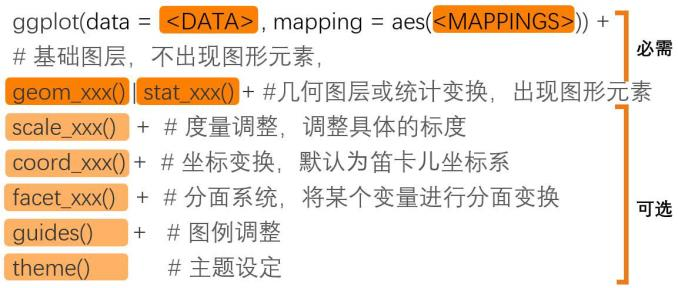 ggplot(data = <DATA>, mapping = aes(<MAPPINGS>)) +
# 基础图层，不出现图形元素，
必需
geom_xxx()|stat_xxx() + #几何图层或统计变换，出现图形元素
scale_xxx() + # 度量调整，调整具体的标度
coord_xxx() + # 坐标变换，默认为笛卡儿坐标系
facet_xxx() + # 分面系统，将某个变量进行分面变换
可选
guides() + # 图例调整
theme() # 主题设定